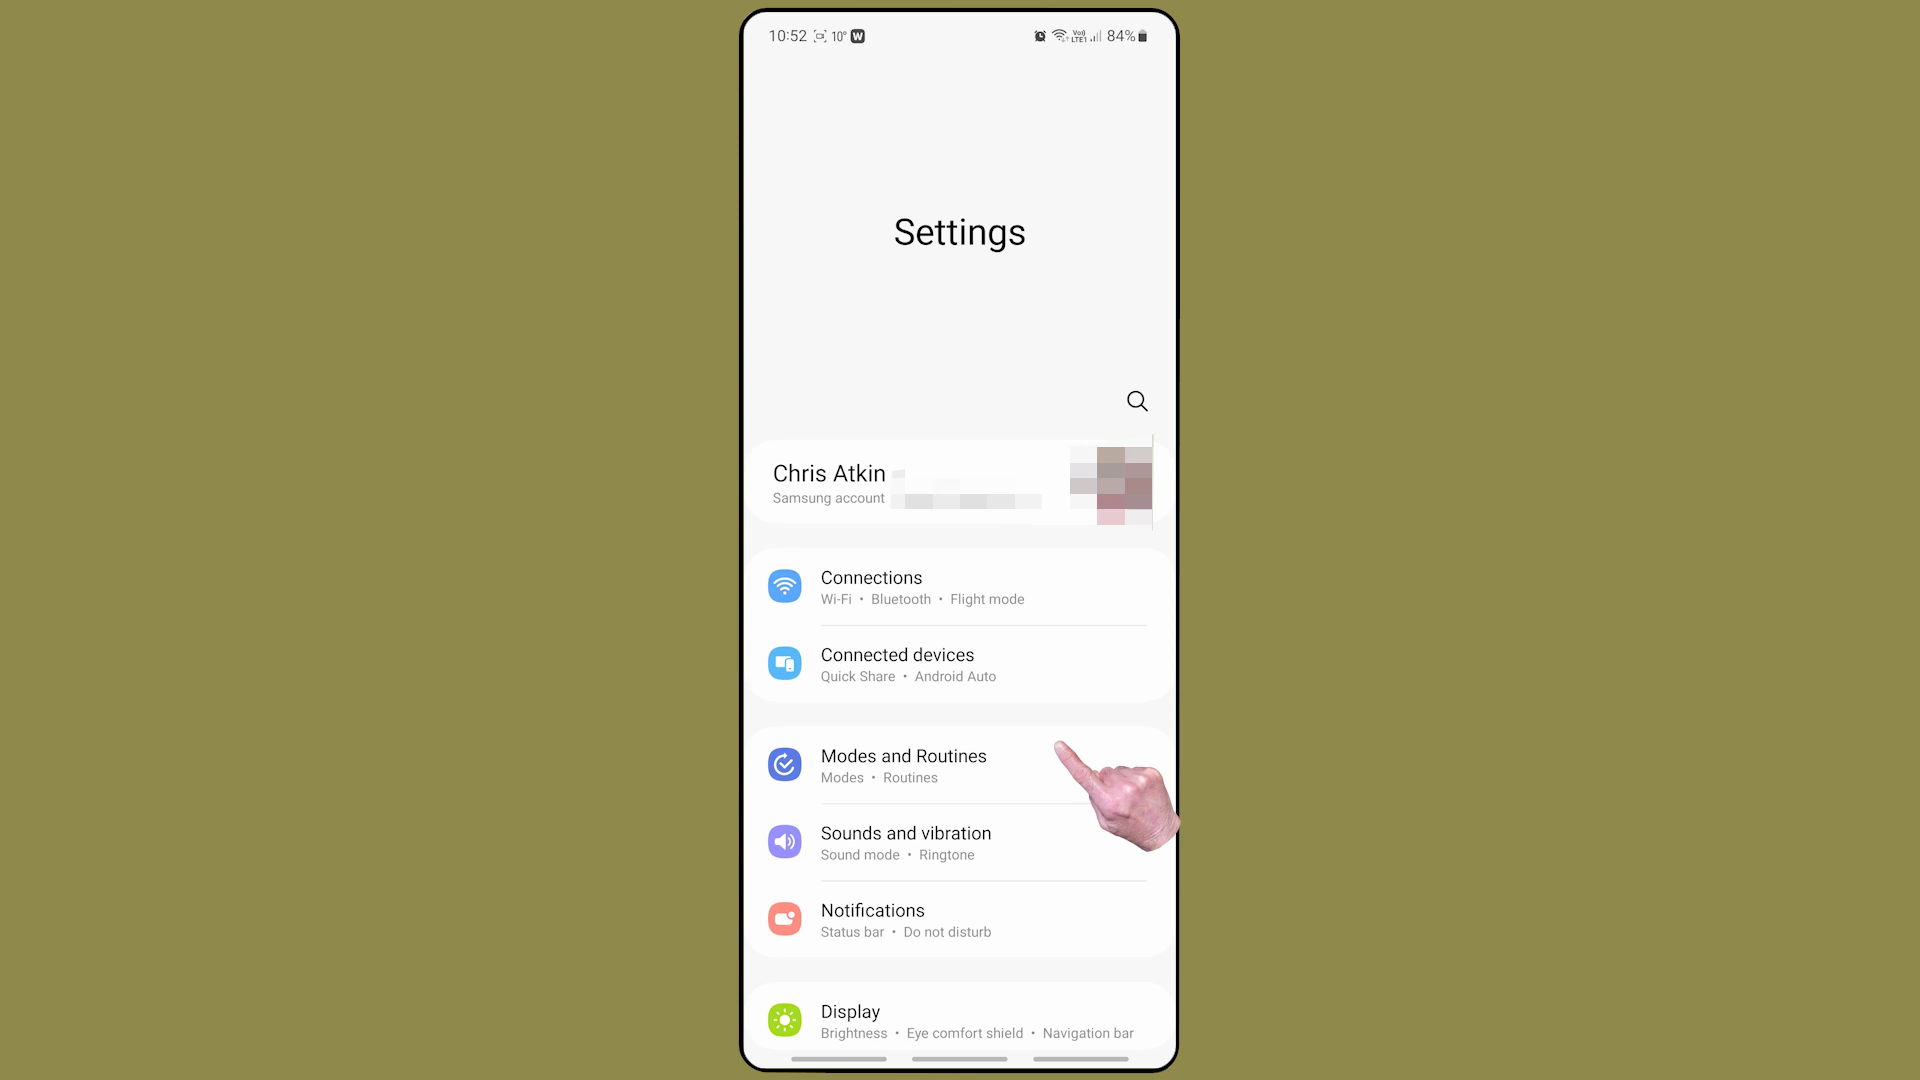 10:52 10° W Vo) LTE1 84%
Settings
Chris Atkin
Samsung account
Connections
Wi-Fi • Bluetooth • Flight mode
Connected devices
Quick Share • Android Auto
Modes and Routines
Modes • Routines
Sounds and vibration
Sound mode • Ringtone
Notifications
Status bar • Do not disturb
Display
Brightness • Eye comfort shield • Navigation bar